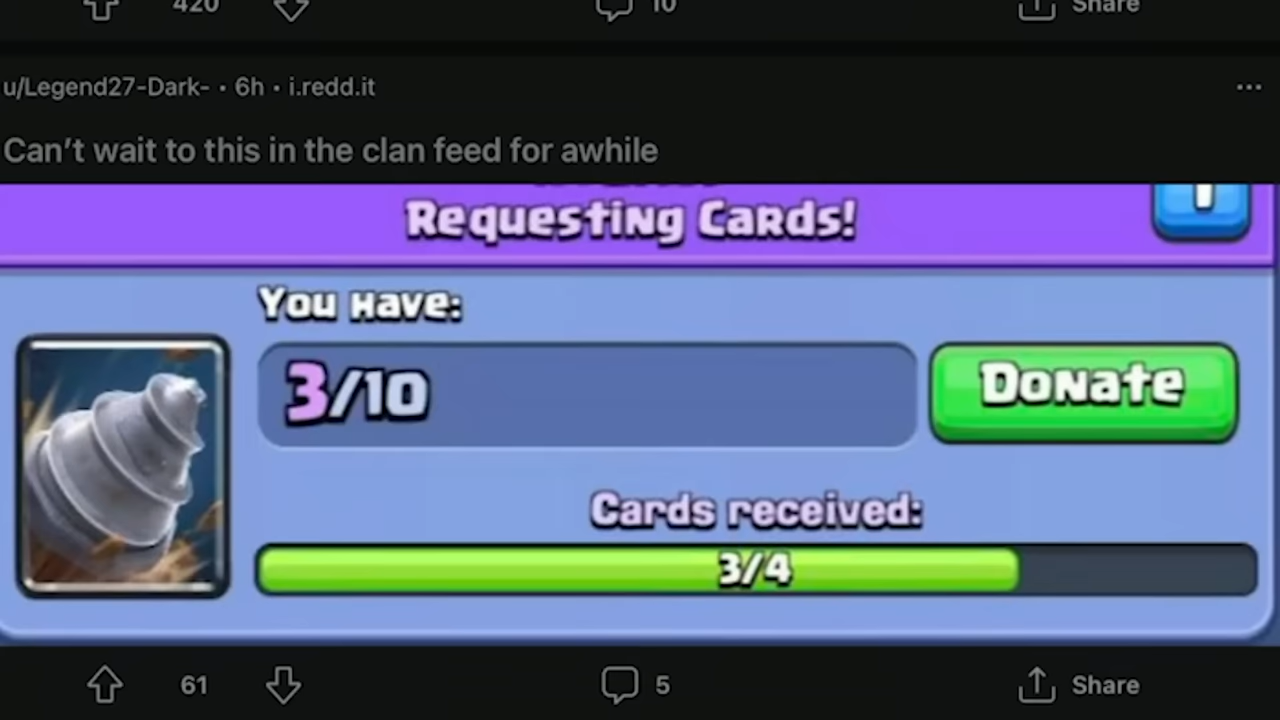 420 10 Share
u/Legend27-Dark- • 6h • i.redd.it ...
Can't wait to this in the clan feed for awhile
Requesting Cards!
You have:
3/10
Donate
Cards received:
3/4
61 5 Share